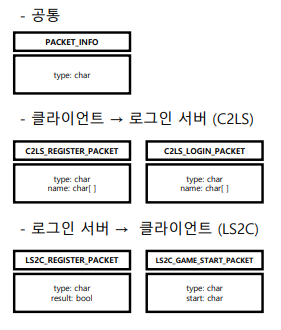 - 공통
PACKET_INFO
type: char
- 클라이언트 → 로그인 서버 (C2LS)
C2LS_REGISTER_PACKET
type: char
name: char[ ]
C2LS_LOGIN_PACKET
type: char
name: char[ ]
- 로그인 서버 → 클라이언트 (LS2C)
LS2C_REGISTER_PACKET
type: char
result: bool
LS2C_GAME_START_PACKET
type: char
start: char